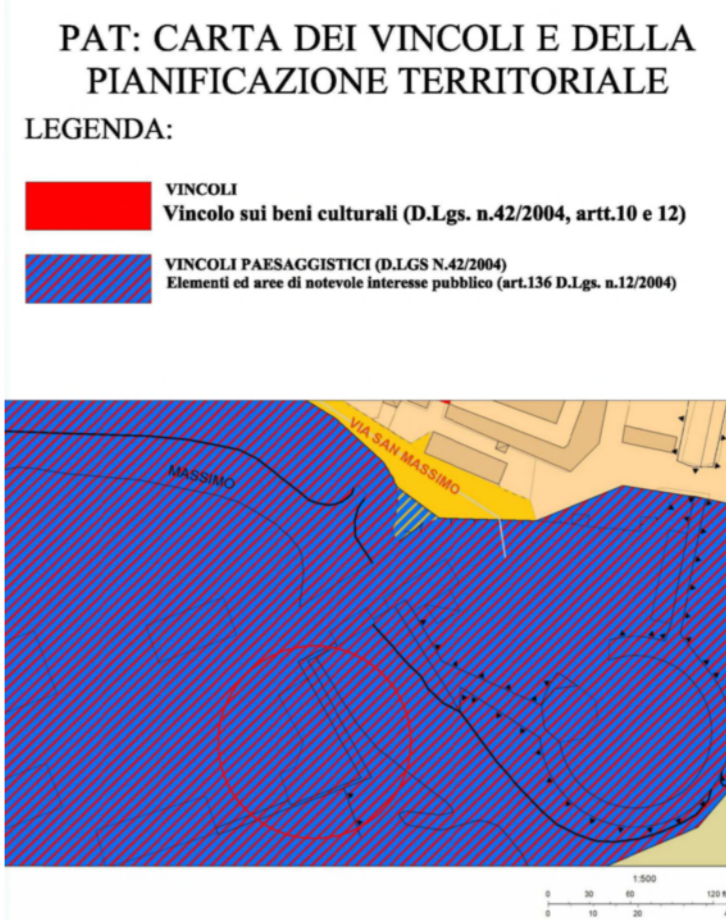 PAT: CARTA DEI VINCOLI E DELLA
PIANIFICAZIONE TERRITORIALE
LEGENDA:
VINCOLI
Vincolo sui beni culturali (D.Lgs. n.42/2004, artt.10 e 12)
VINCOLI PAESAGGISTICI (D.LGS N.42/2004)
Elementi ed aree di notevole interesse pubblico (art.136 D.Lgs. n.12/2004)
VIA SAN MASSIMO
MASSIMO
1:500
0 30 60 120
0 10 20